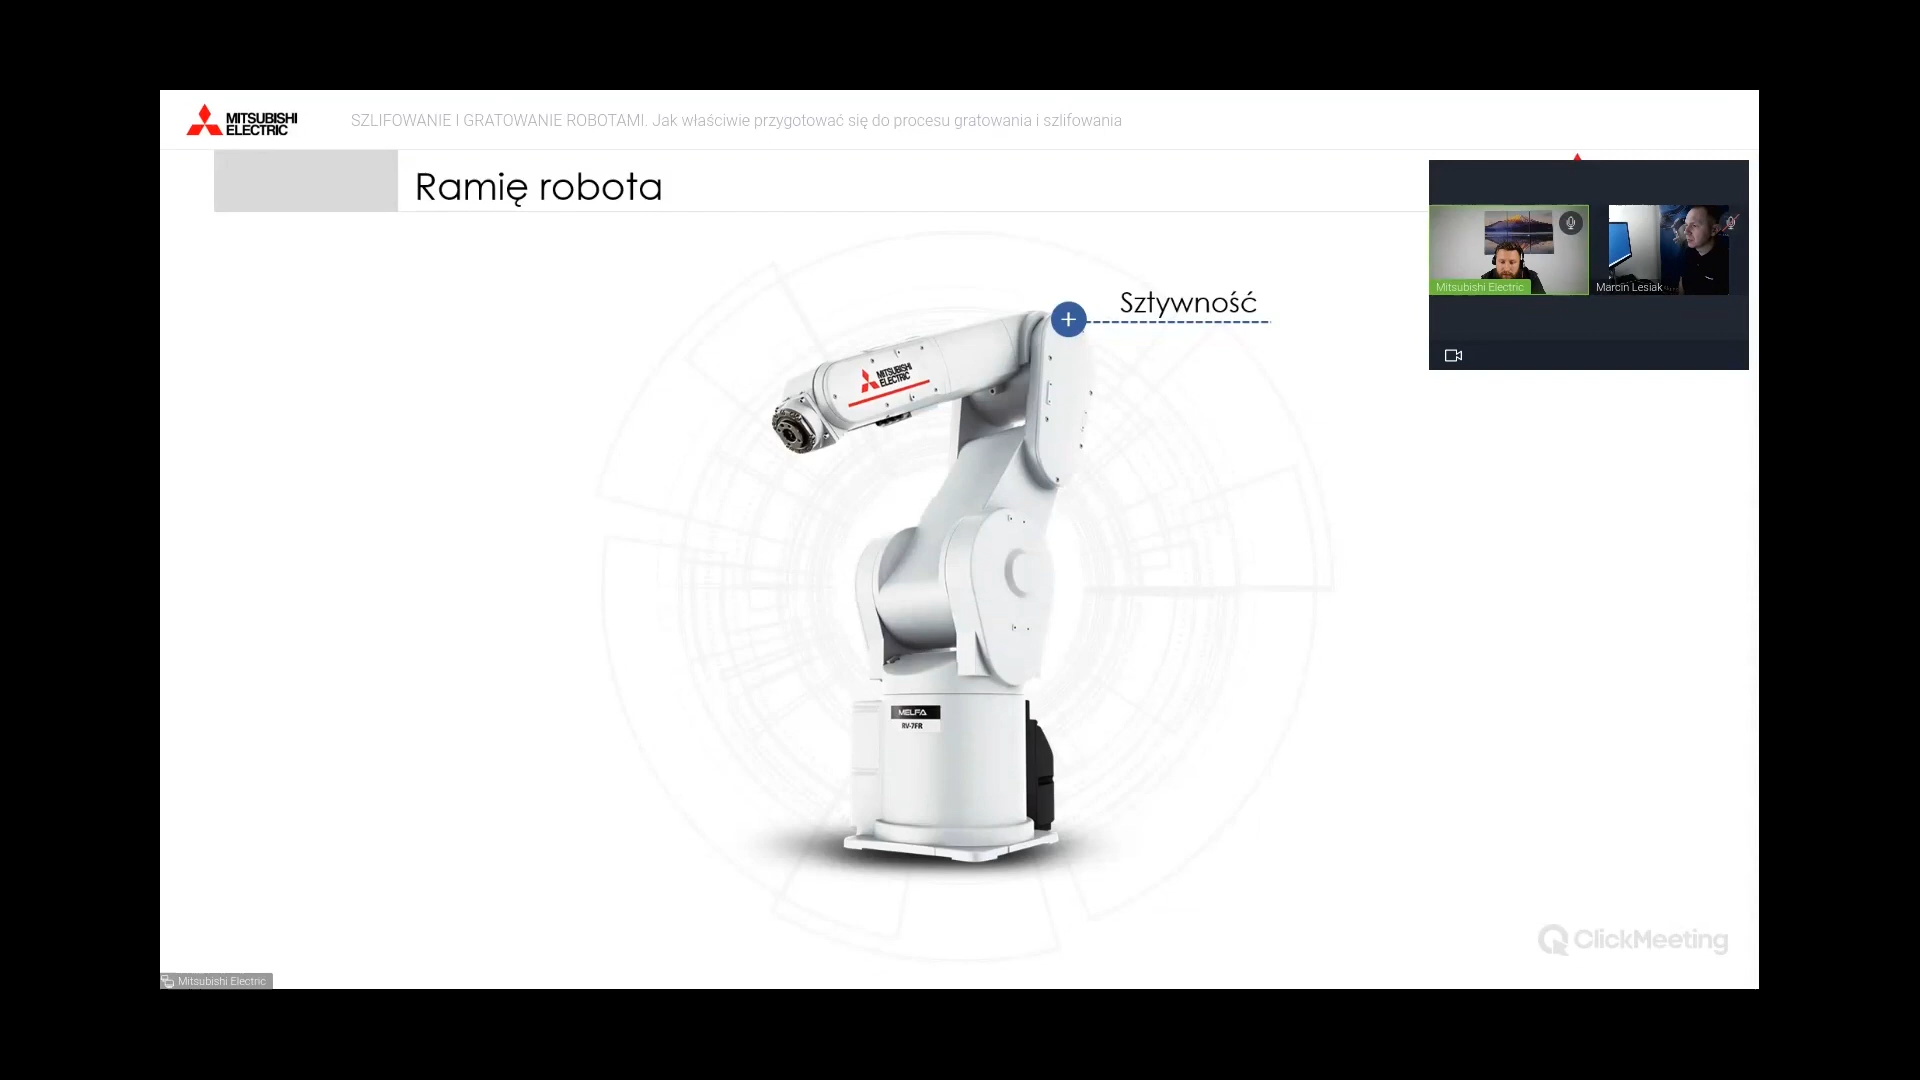 MITSUBISHI
ELECTRIC
SZLIFOWANIE I GRATOWANIE ROBOTAMI. Jak właściwie przygotować się do procesu gratowania i szlifowania
Ramię robota
Mitsubishi Electric
Marcin Lesiak
Sztywność
MITSUBISHI
ELECTRIC
MELFA
RV-7FR
ClickMeeting
Mitsubishi Electric